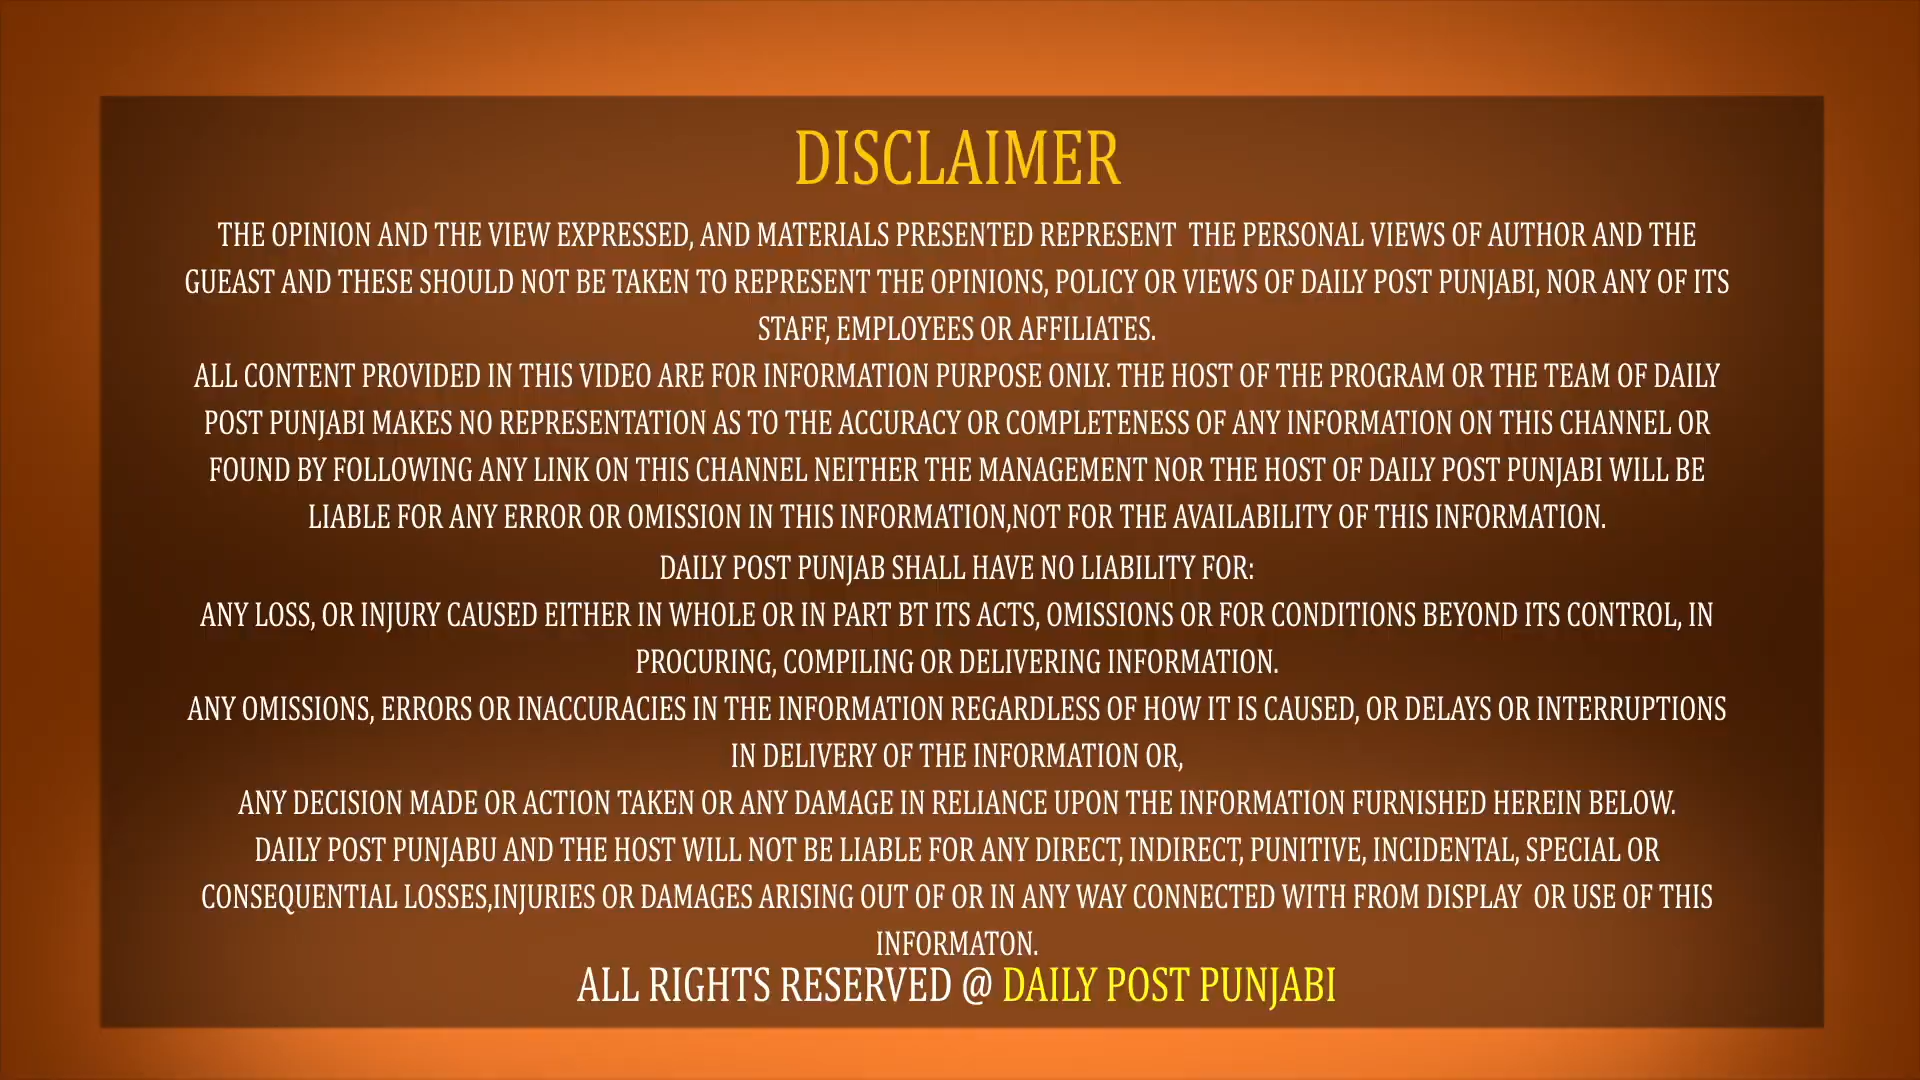 DISCLAIMER
THE OPINION AND THE VIEW EXPRESSED, AND MATERIALS PRESENTED REPRESENT THE PERSONAL VIEWS OF AUTHOR AND THE
GUEAST AND THESE SHOULD NOT BE TAKEN TO REPRESENT THE OPINIONS, POLICY OR VIEWS OF DAILY POST PUNJABI, NOR ANY OF ITS
STAFF, EMPLOYEES OR AFFILIATES.
ALL CONTENT PROVIDED IN THIS VIDEO ARE FOR INFORMATION PURPOSE ONLY. THE HOST OF THE PROGRAM OR THE TEAM OF DAILY
POST PUNJABI MAKES NO REPRESENTATION AS TO THE ACCURACY OR COMPLETENESS OF ANY INFORMATION ON THIS CHANNEL OR
FOUND BY FOLLOWING ANY LINK ON THIS CHANNEL NEITHER THE MANAGEMENT NOR THE HOST OF DAILY POST PUNJABI WILL BE
LIABLE FOR ANY ERROR OR OMISSION IN THIS INFORMATION,NOT FOR THE AVAILABILITY OF THIS INFORMATION.
DAILY POST PUNJAB SHALL HAVE NO LIABILITY FOR:
ANY LOSS, OR INJURY CAUSED EITHER IN WHOLE OR IN PART BT ITS ACTS, OMISSIONS OR FOR CONDITIONS BEYOND ITS CONTROL, IN
PROCURING, COMPILING OR DELIVERING INFORMATION.
ANY OMISSIONS, ERRORS OR INACCURACIES IN THE INFORMATION REGARDLESS OF HOW IT IS CAUSED, OR DELAYS OR INTERRUPTIONS
IN DELIVERY OF THE INFORMATION OR,
ANY DECISION MADE OR ACTION TAKEN OR ANY DAMAGE IN RELIANCE UPON THE INFORMATION FURNISHED HEREIN BELOW.
DAILY POST PUNJABU AND THE HOST WILL NOT BE LIABLE FOR ANY DIRECT, INDIRECT, PUNITIVE, INCIDENTAL, SPECIAL OR
CONSEQUENTIAL LOSSES,INJURIES OR DAMAGES ARISING OUT OF OR IN ANY WAY CONNECTED WITH FROM DISPLAY OR USE OF THIS
INFORMATON.
ALL RIGHTS RESERVED @ DAILY POST PUNJABI